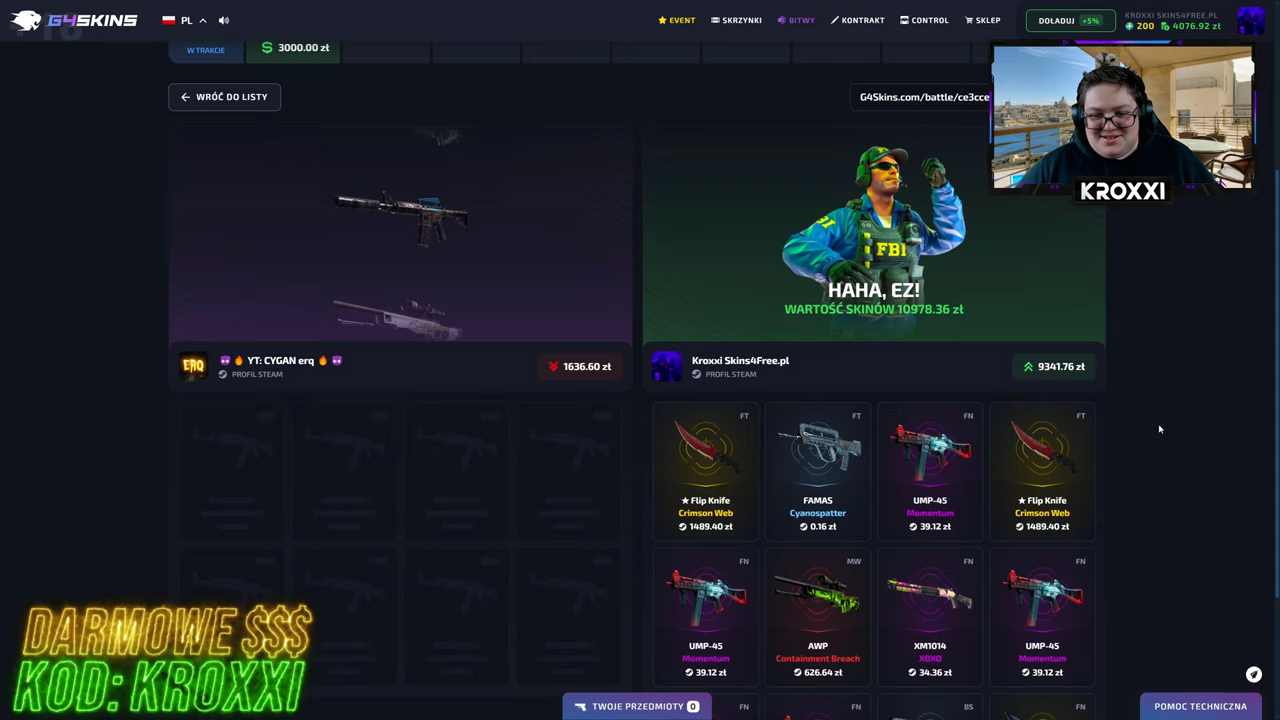 G4SKINS
PL
EVENT
SKRZYNKI
BITWY
KONTRAKT
CONTROL
SKLEP
DOŁADUJ +5%
KROXXI SKINS4FREE.PL
200 4076.92 zł
W TRAKCIE
3000.00 zł
WRÓĆ DO LISTY
G4Skins.com/battle/ce3cce
KROXXI
FBI
HAHA, EZ!
WARTOŚĆ SKINÓW 10978.36 zł
ERQ
YT: CYGAN erq
PROFIL STEAM
1636.60 zł
Kroxxi Skins4Free.pl
PROFIL STEAM
9341.76 zł
FT
★ Flip Knife
Crimson Web
1489.40 zł
FT
FAMAS
Cyanospatter
0.16 zł
FN
UMP-45
Momentum
39.12 zł
FT
★ Flip Knife
Crimson Web
1489.40 zł
FN
UMP-45
Momentum
39.12 zł
MW
AWP
Containment Breach
626.64 zł
FN
XM1014
XOXO
34.36 zł
FN
UMP-45
Momentum
39.12 zł
FN
FN
BS
FN
DARMOWE $$$
KOD: KROXXI
TWOJE PRZEDMIOTY 0
POMOC TECHNICZNA